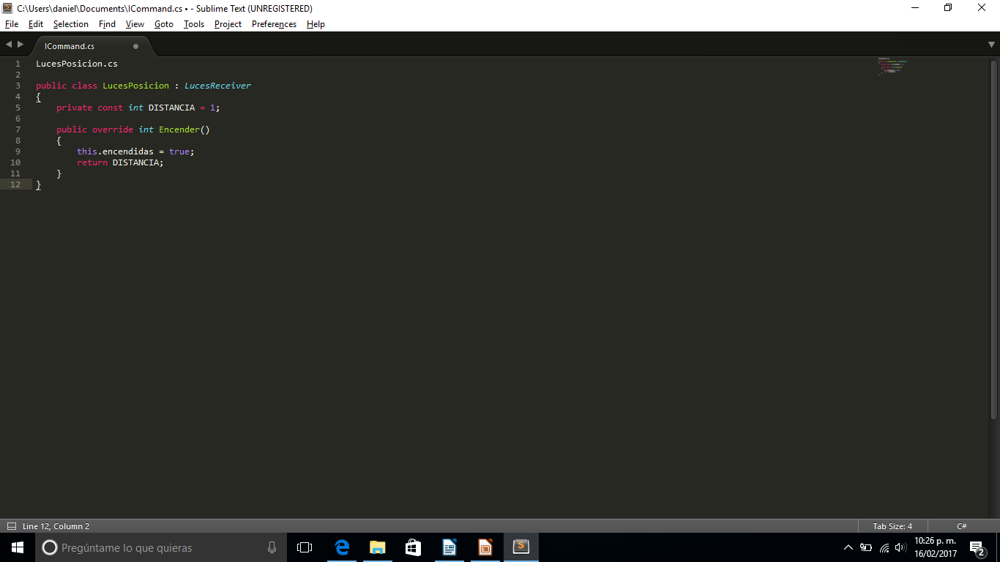 C:\Users\daniel\Documents\ICommand.cs • - Sublime Text (UNREGISTERED)
File Edit Selection Find View Goto Tools Project Preferences Help
ICommand.cs
1 LucesPosicion.cs
2
3 public class LucesPosicion : LucesReceiver
4 {
5     private const int DISTANCIA = 1;
6
7     public override int Encender()
8     {
9         this.encendidas = true;
10         return DISTANCIA;
11     }
12 }
Line 12, Column 2 Tab Size: 4 C#
Pregúntame lo que quieras
10:26 p. m.
16/02/2017
2